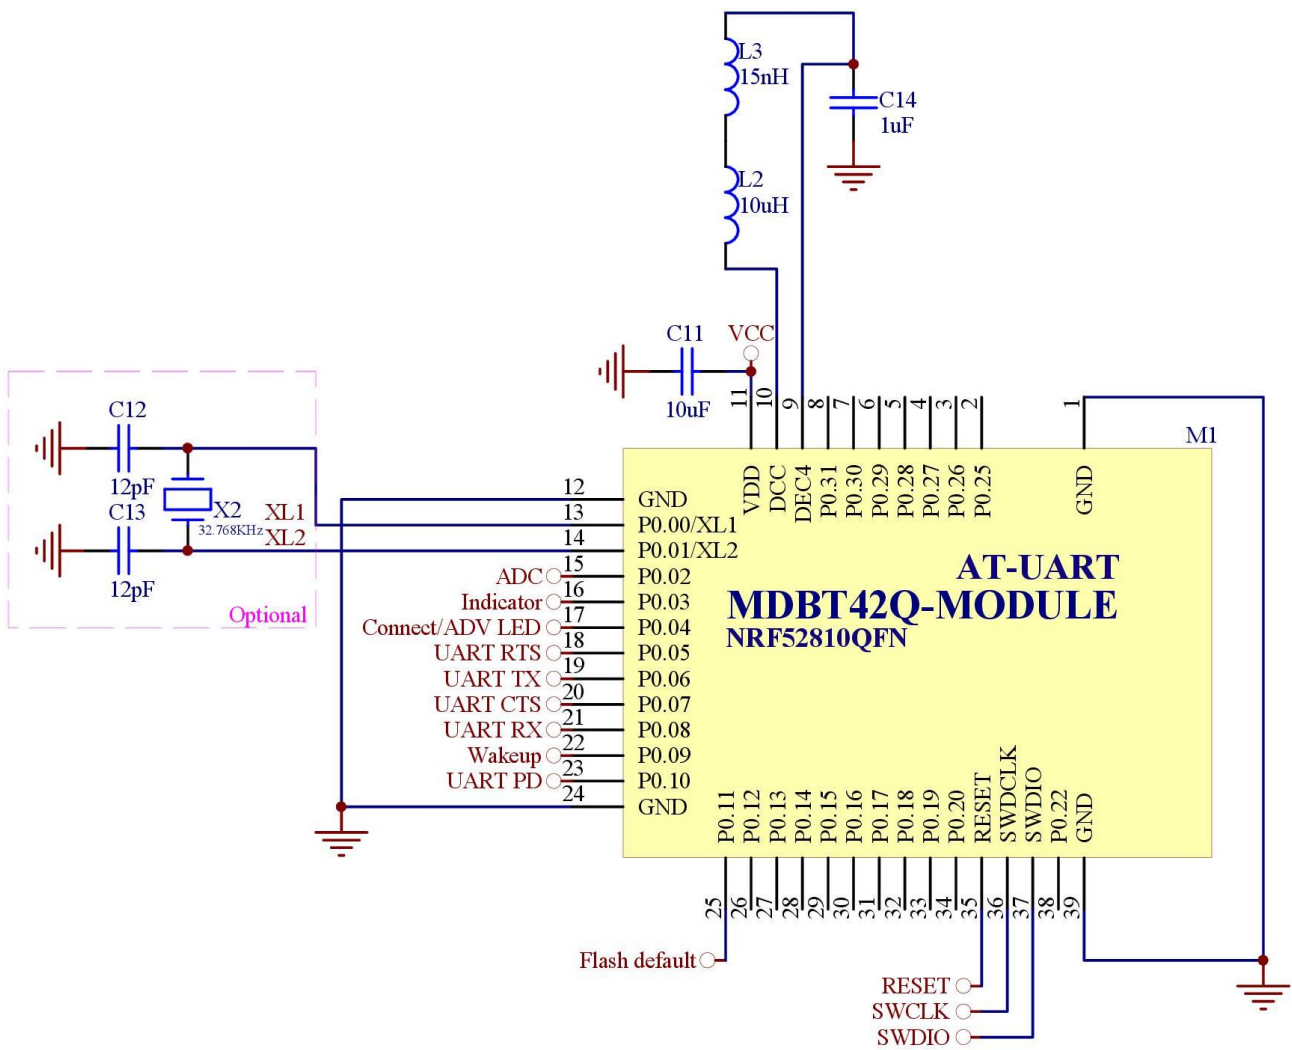 L3
15nH
C14
1uF
L2
10uH
C11
VCC
10uF
11
10
9
8
7
6
5
4
3
2
1
M1
C12
12pF
C13
12pF
X2
32.768KHz
XL1
XL2
Optional
VDD
DCC
DEC4
P0.31
P0.30
P0.29
P0.28
P0.27
P0.26
P0.25
GND
12 GND
13 P0.00/XL1
14 P0.01/XL2
ADC 15 P0.02
Indicator 16 P0.03
Connect/ADV LED 17 P0.04
UART RTS 18 P0.05
UART TX 19 P0.06
UART CTS 20 P0.07
UART RX 21 P0.08
Wakeup 22 P0.09
UART PD 23 P0.10
24 GND
AT-UART
MDBT42Q-MODULE
NRF52810QFN
P0.11
P0.12
P0.13
P0.14
P0.15
P0.16
P0.17
P0.18
P0.19
P0.20
RESET
SWDCLK
SWDIO
P0.22
GND
25
26
27
28
29
30
31
32
33
34
35
36
37
38
39
Flash default
RESET
SWCLK
SWDIO